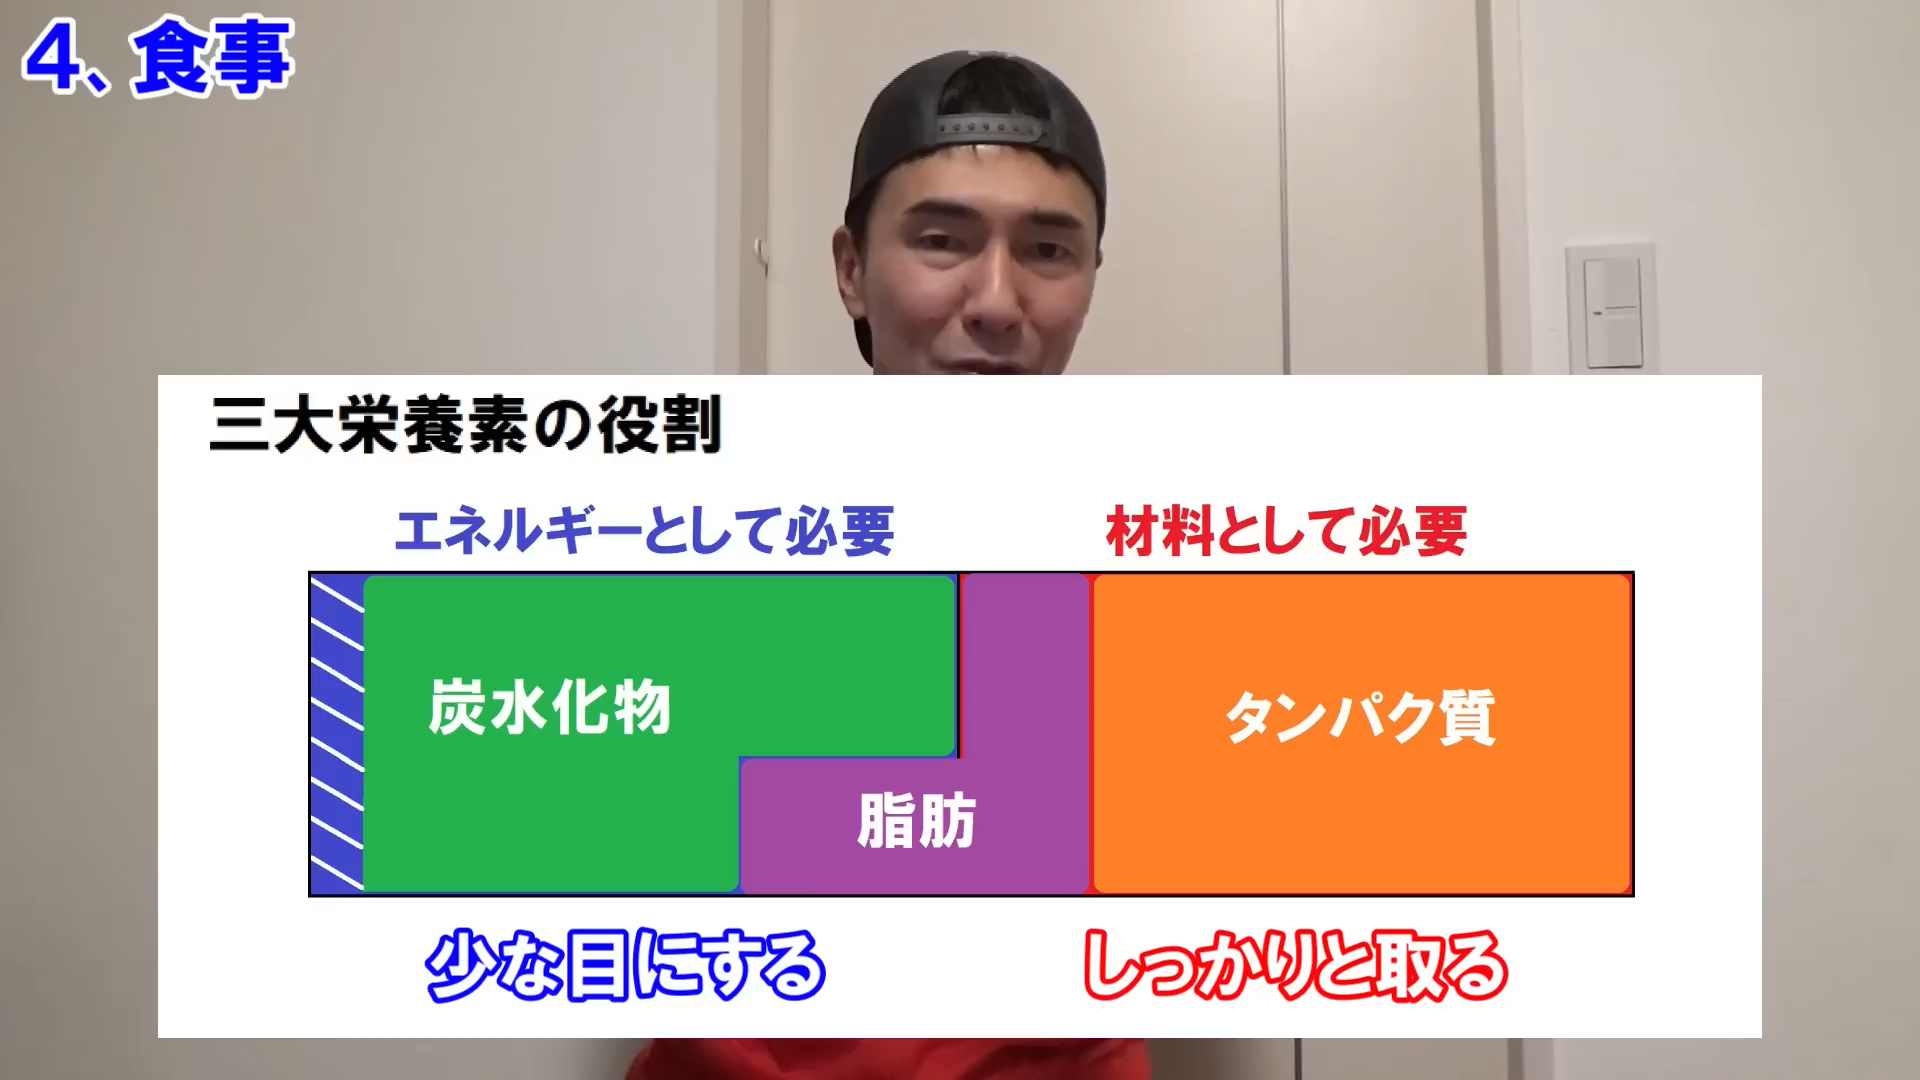 4、食事
三大栄養素の役割
エネルギーとして必要
材料として必要
炭水化物
タンパク質
脂肪
少な目にする
しっかりと取る